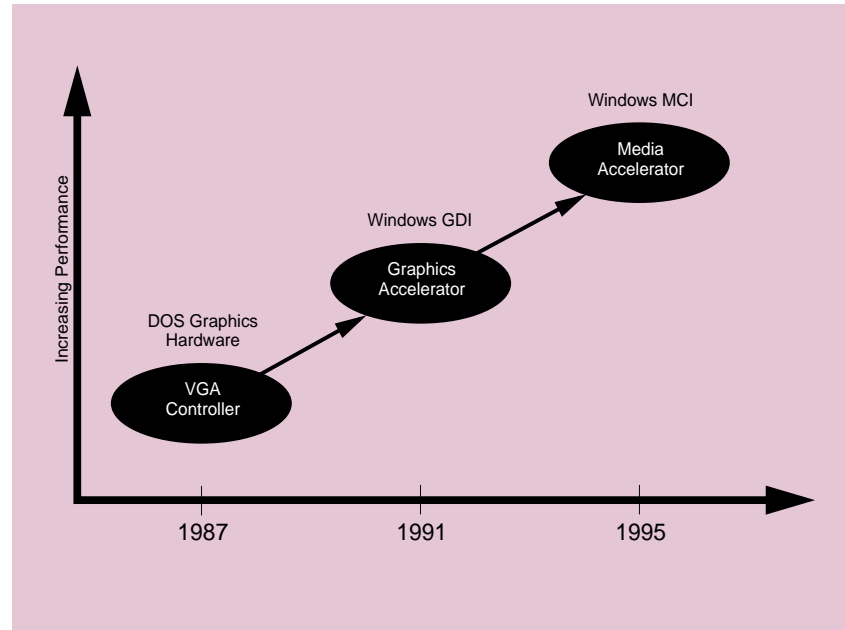 Windows MCI
Media
Accelerator
Windows GDI
Graphics
Accelerator
DOS Graphics
Hardware
VGA
Controller
Increasing Performance
1987
1991
1995